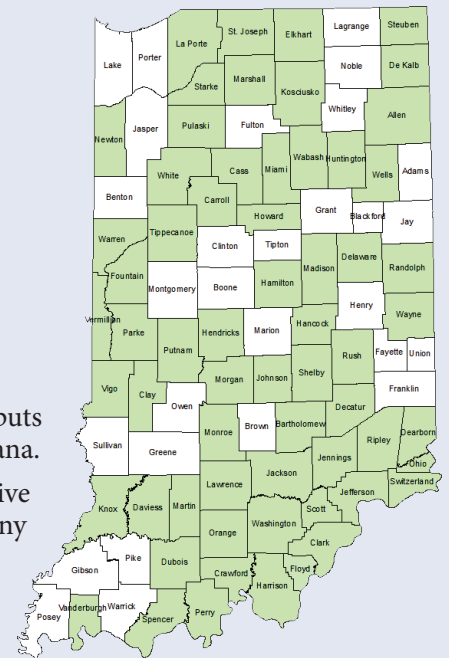 Lagrange Steuben
St. Joseph Elkhart
La Porte
Lake Porter
Noble De Kalb
Marshall
Starke Kosciusko
Whitley
Allen
Jasper Pulaski Fulton
Newton
Wabash Huntington
Miami
White Cass Wells Adams
Benton Carroll
Grant
Howard Blackford Jay
Tippecanoe
Warren
Clinton Tipton
Delaware
Madison Randolph
Fountain
Montgomery Boone Hamilton
Henry
Vermillion Wayne
Parke Hendricks Marion Hancock
Putnam Rush Fayette Union
Shelby
Vigo Clay Morgan Johnson Franklin
Owen Decatur
puts
Brown Bartholomew Dearborn
Monroe Ripley
Sullivan
ana.
Greene Jennings Ohio
Jackson
Switzerland
Lawrence Jefferson
ive
Knox Daviess Martin Scott
ny
Washington
Orange
Clark
Pike Dubois
Gibson
Crawford Floyd
Harrison
Vanderburgh Warrick Perry
Posey Spencer